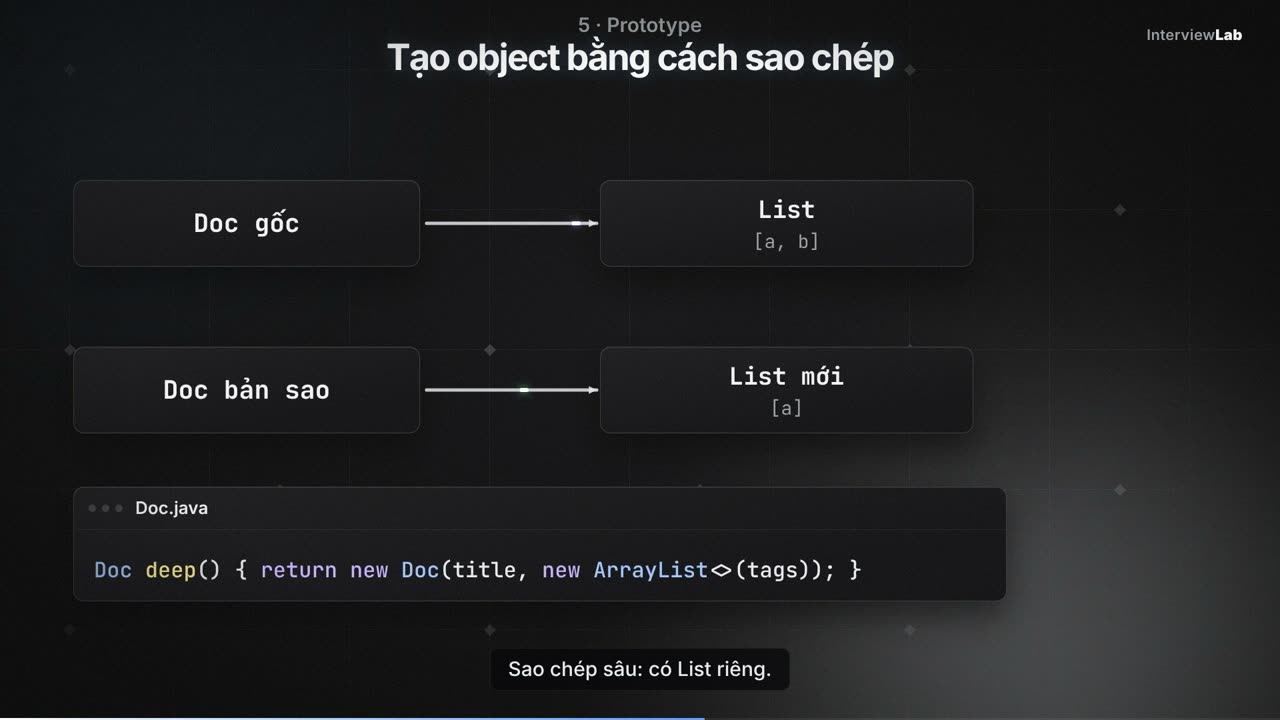 5 · Prototype
Tạo object bằng cách sao chép
InterviewLab
Doc gốc
List
[a, b]
Doc bản sao
List mới
[a]
Doc.java
Doc deep() { return new Doc(title, new ArrayList<>(tags)); }
Sao chép sâu: có List riêng.